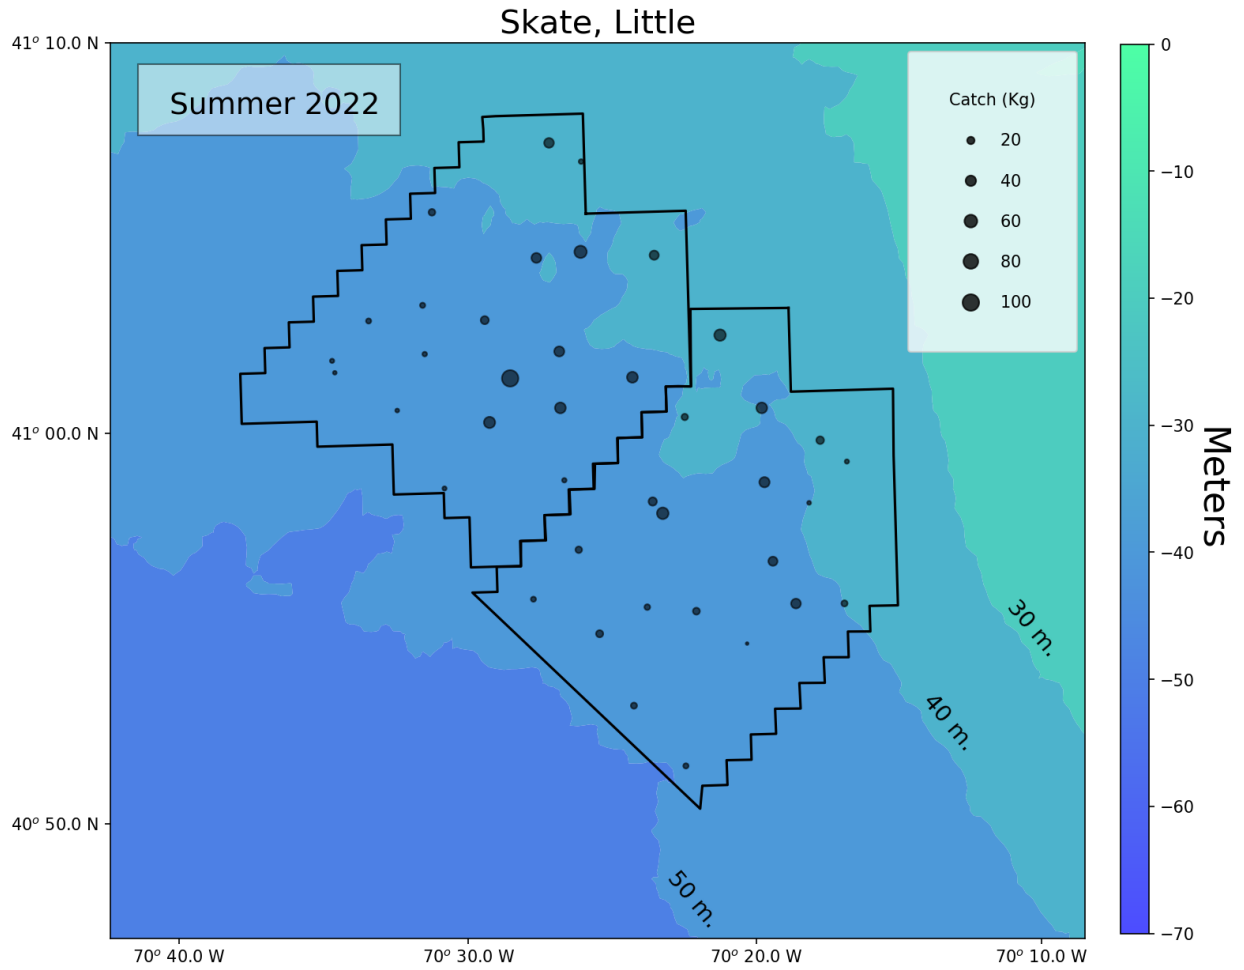 Skate, Little
41° 10.0 N
Summer 2022
Catch (Kg)
20
40
60
80
100
0
−10
−20
−30
−40
−50
−60
−70
Meters
41° 00.0 N
40° 50.0 N
30 m.
40 m.
50 m.
70° 40.0 W
70° 30.0 W
70° 20.0 W
70° 10.0 W